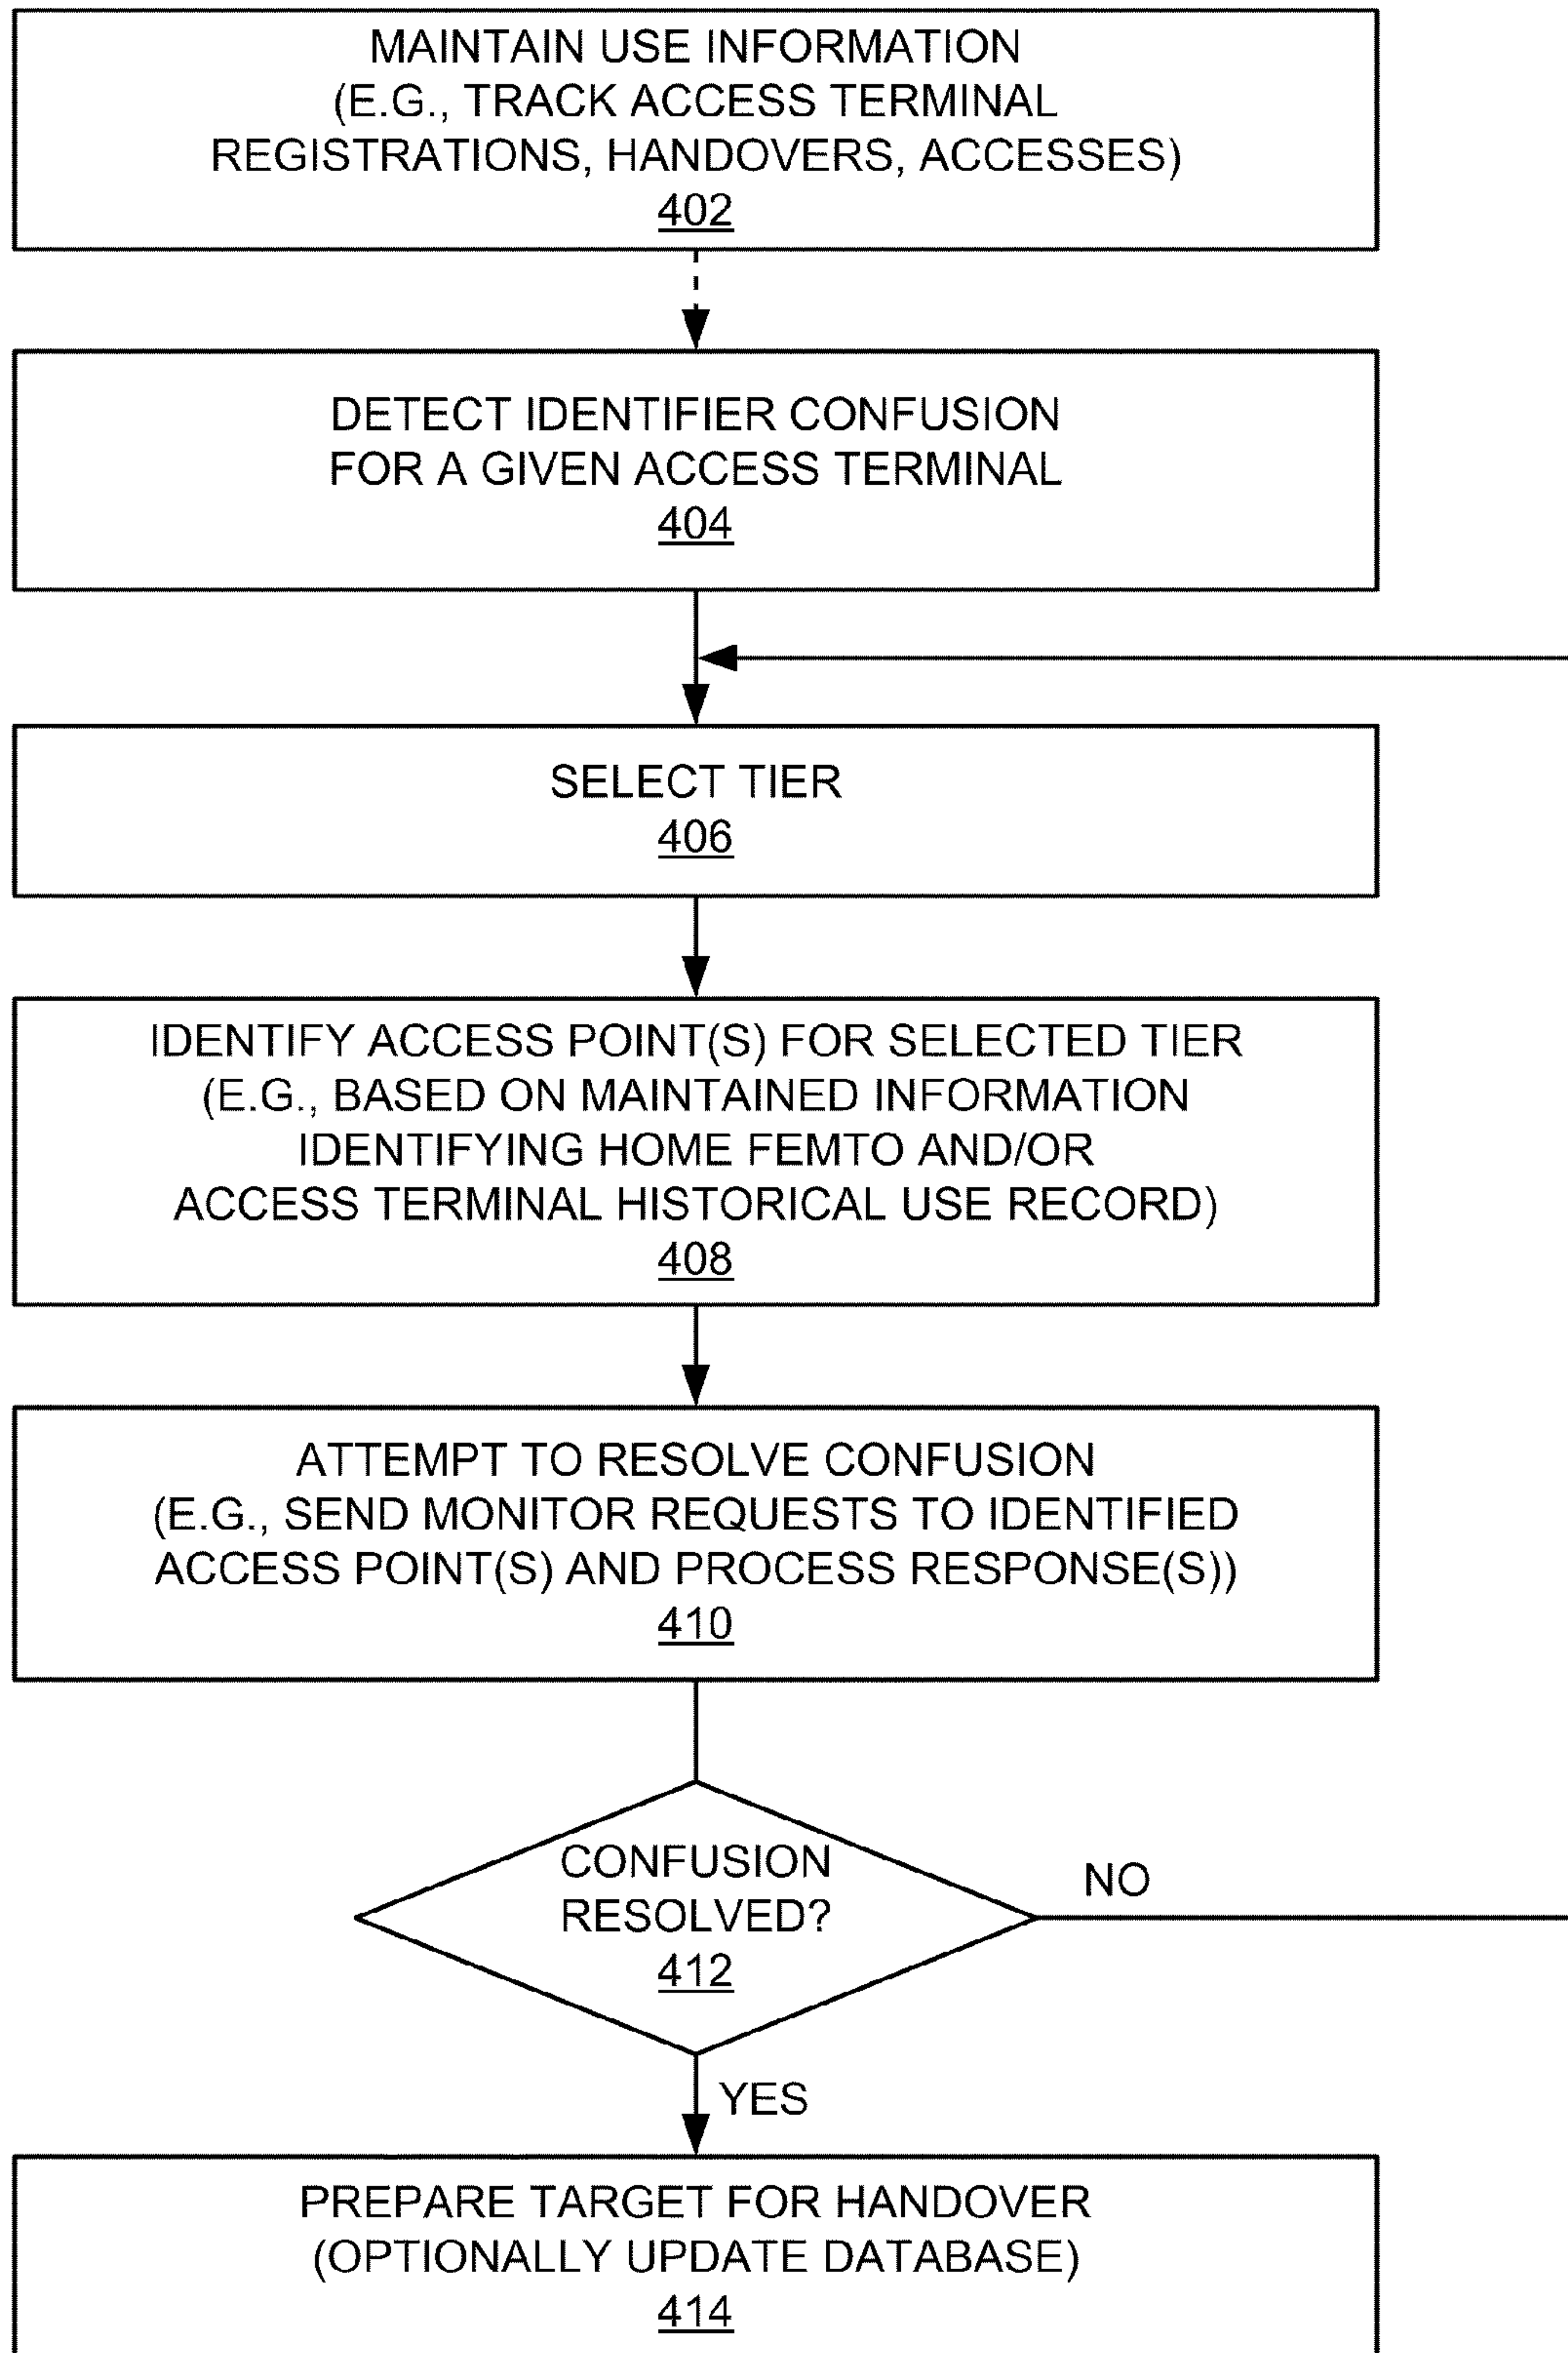 MAINTAIN USE INFORMATION
(E.G., TRACK ACCESS TERMINAL
REGISTRATIONS, HANDOVERS, ACCESSES)
402
DETECT IDENTIFIER CONFUSION
FOR A GIVEN ACCESS TERMINAL
404
SELECT TIER
406
IDENTIFY ACCESS POINT(S) FOR SELECTED TIER
(E.G., BASED ON MAINTAINED INFORMATION
IDENTIFYING HOME FEMTO AND/OR
ACCESS TERMINAL HISTORICAL USE RECORD)
408
ATTEMPT TO RESOLVE CONFUSION
(E.G., SEND MONITOR REQUESTS TO IDENTIFIED
ACCESS POINT(S) AND PROCESS RESPONSE(S))
410
CONFUSION
RESOLVED?
412
NO
YES
PREPARE TARGET FOR HANDOVER
(OPTIONALLY UPDATE DATABASE)
414